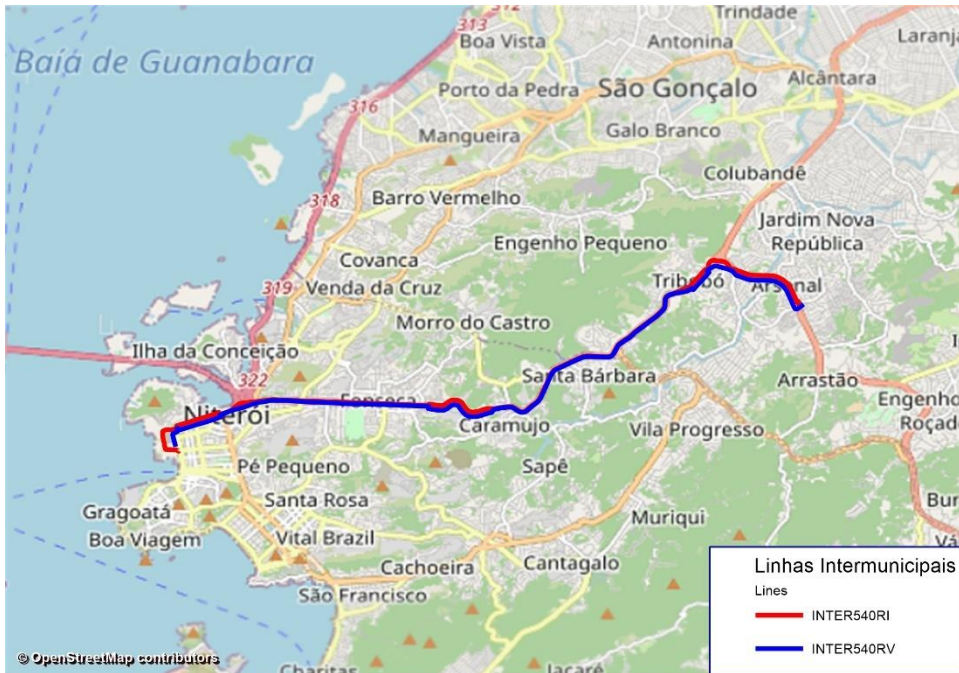 312
Trindade
313
Boa Vista
Antonina
Laranja
Baía de Guanabara
Alcântara
316
Porto da Pedra
São Gonçalo
Mangueira
Galo Branco
Colubandê
318
Barro Vermelho
Jardim Nova
República
Engenho Pequeno
Covanca
Tribobó
Arsenal
319
Venda da Cruz
Morro do Castro
Ilha da Conceição
322
Santa Bárbara
Arrastão
Fonseca
Engenho
Roçado
Niterói
Caramujo
Vila Progresso
Pé Pequeno
Sapê
Santa Rosa
Gragoatá
Muriqui
Boa Viagem
Vital Brazil
Cachoeira
Cantagalo
São Francisco
Charitas
Jacaré
Linhas Intermunicipais
Lines
INTER540RI
INTER540RV
© OpenStreetMap contributors